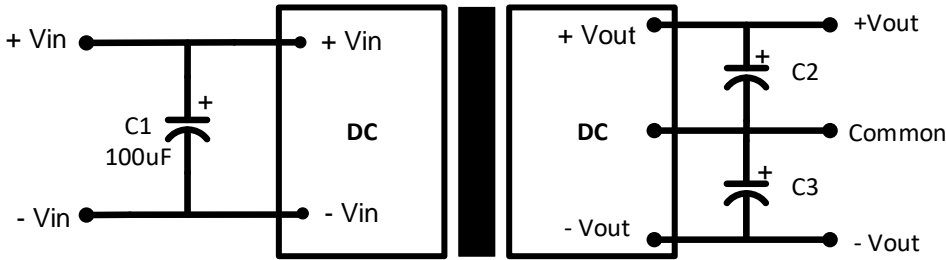 + Vin
+ Vin
C1
100uF
+
DC
- Vin
- Vin
+ Vout
+Vout
+
C2
DC
Common
+
C3
- Vout
- Vout